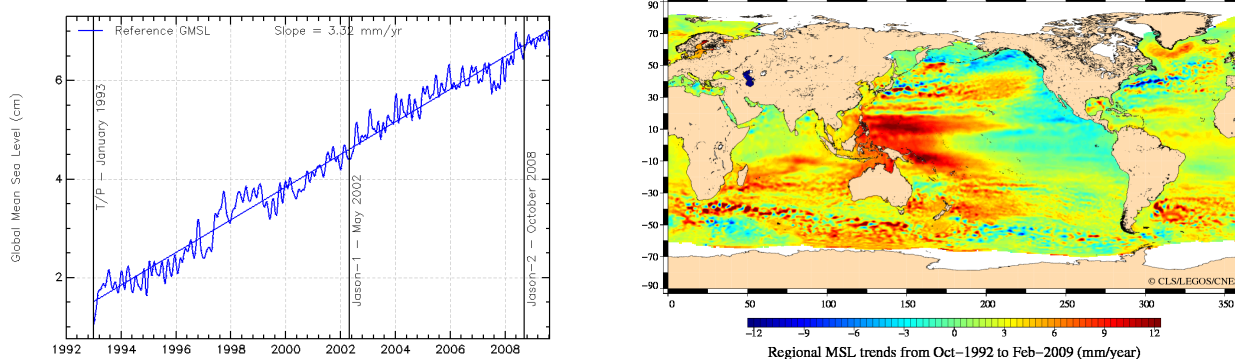 Reference GMSL
Slope = 3.32 mm/yr
Global Mean Sea Level (cm)
6
4
2
T/P – January 1993
Jason–1 – May 2002
Jason–2 – October 2008
1992 1994 1996 1998 2000 2002 2004 2006 2008
90
70
50
30
10
−10
−30
−50
−70
−90
© CLS/LEGOS/CNE
0 50 100 150 200 250 300 35
−12 −9 −6 −3 0 3 6 9 12
Regional MSL trends from Oct−1992 to Feb−2009 (mm/year)